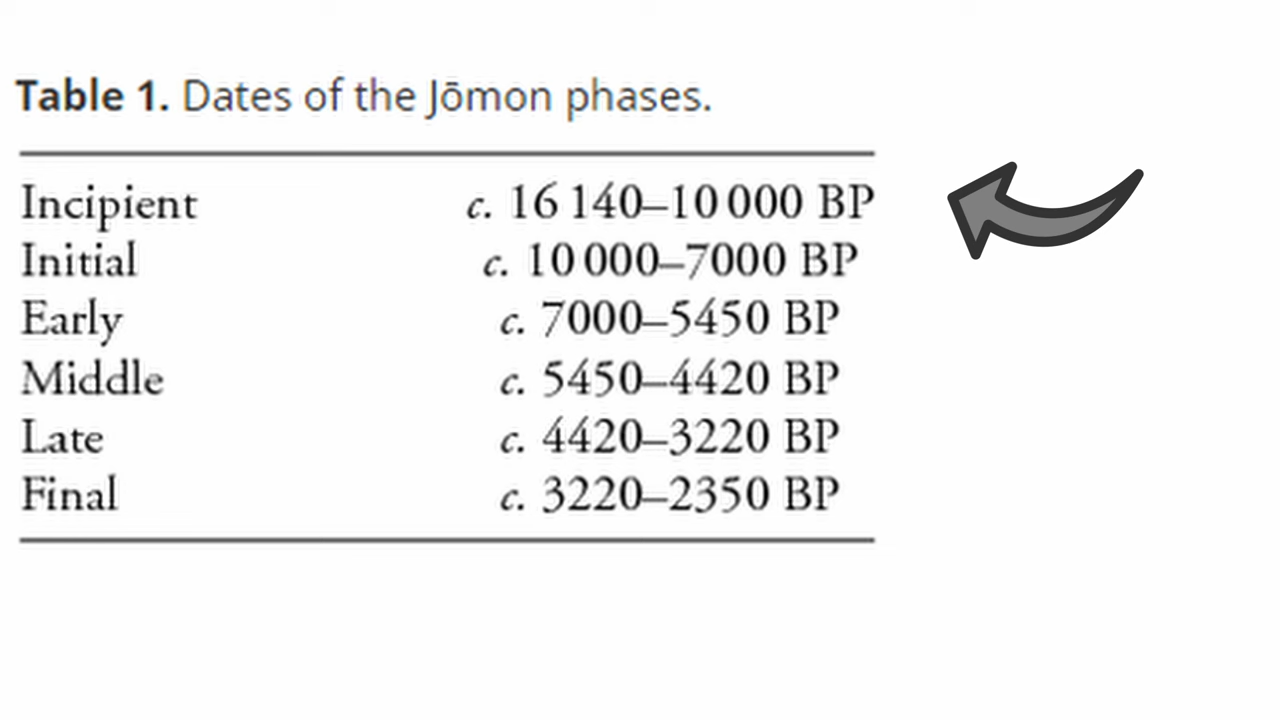 Table 1. Dates of the Jōmon phases.
Incipient c. 16 140–10 000 BP
Initial c. 10 000–7000 BP
Early c. 7000–5450 BP
Middle c. 5450–4420 BP
Late c. 4420–3220 BP
Final c. 3220–2350 BP